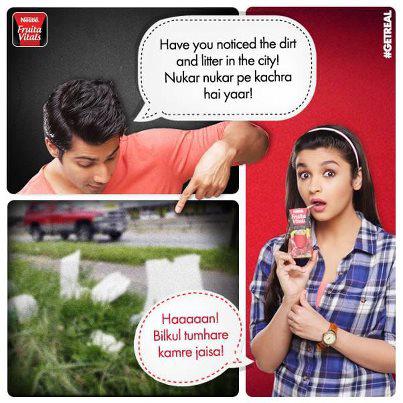 Nestlé
Fruita
Vitals
#GETREAL
Have you noticed the dirt
and litter in the city!
Nukar nukar pe kachra
hai yaar!
Nestlé
Fruita
Vitals
Haaaaan!
Bilkul tumhare
kamre jaisa!